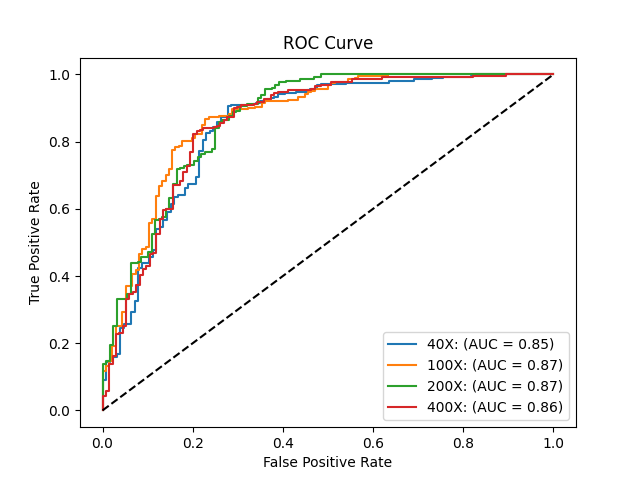 ROC Curve
True Positive Rate
1.0
0.8
0.6
0.4
0.2
0.0
0.0 0.2 0.4 0.6 0.8 1.0
False Positive Rate
40X: (AUC = 0.85)
100X: (AUC = 0.87)
200X: (AUC = 0.87)
400X: (AUC = 0.86)